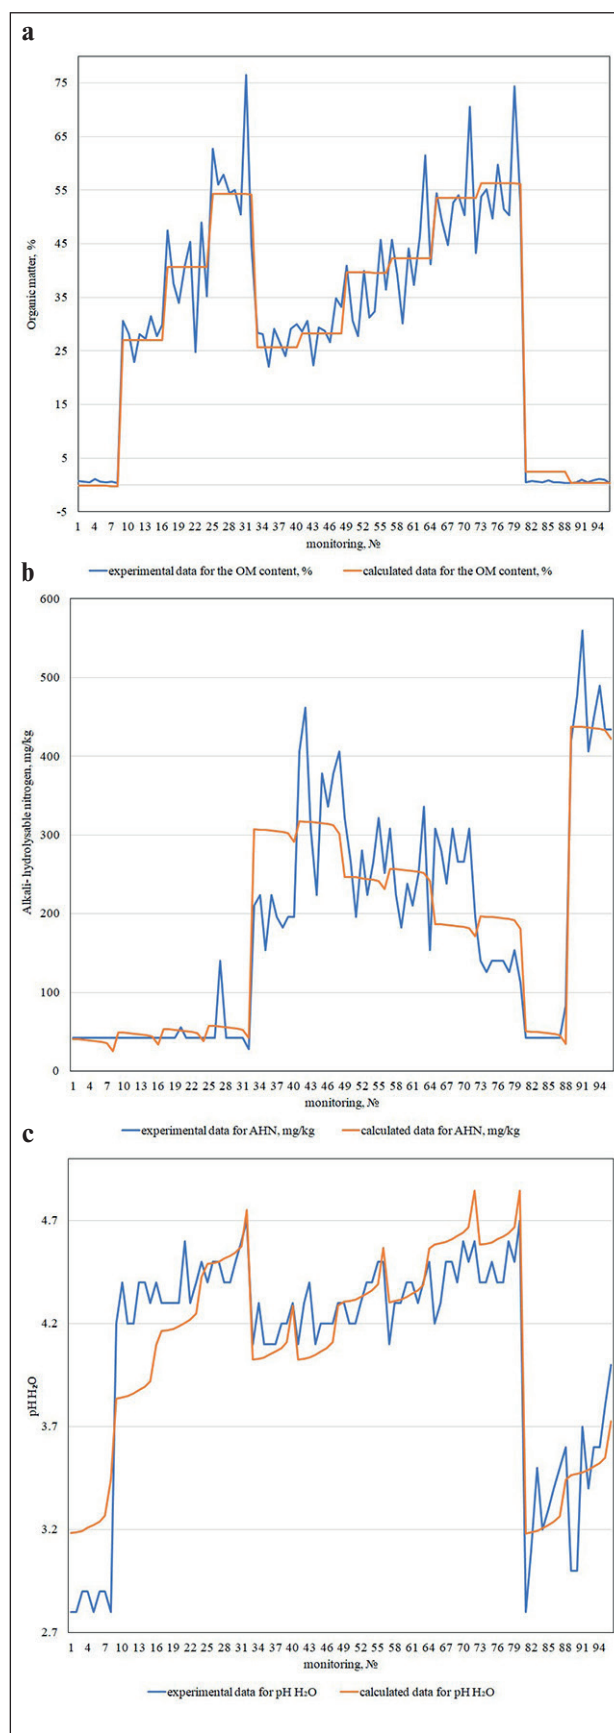 a
75
65
55
45
35
25
15
5
-5
Organic matter, %
1 4 7 10 13 16 19 22 25 28 31 34 37 40 43 46 49 52 55 58 61 64 67 70 73 76 79 82 85 88 91 94
monitoring, №
experimental data for the OM content, % calculated data for the OM content, %
b
600
500
400
300
200
100
0
Alkali- hydrolysable nitrogen, mg/kg
1 4 7 10 13 16 19 22 25 28 31 34 37 40 43 46 49 52 55 58 61 64 67 70 73 76 79 82 85 88 91 94
monitoring, №
experimental data for AHN, mg/kg calculated data for AHN, mg/kg
c
4.7
4.2
3.7
3.2
2.7
pH H₂O
1 4 7 10 13 16 19 22 25 28 31 34 37 40 43 46 49 52 55 58 61 64 67 70 73 76 79 82 85 88 91 94
monitoring, №
experimental data for pH H₂O calculated data for pH H₂O